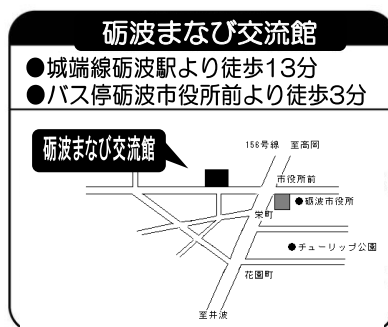 砺波まなび交流館
●城端線砺波駅より徒歩13分
●バス停砺波市役所前より徒歩3分
砺波まなび交流館
156号線 至高岡
市役所前
●砺波市役所
栄町
●チューリップ公園
花園町
至井波